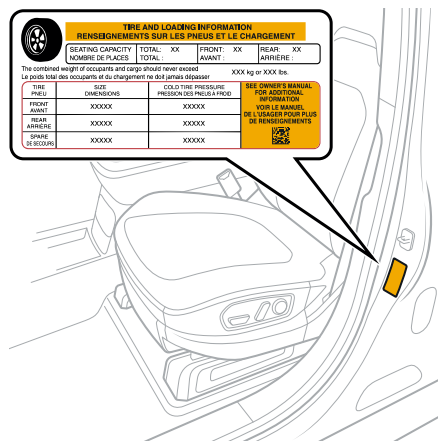 TIRE AND LOADING INFORMATION
RENSEIGNEMENTS SUR LES PNEUS ET LE CHARGEMENT
SEATING CAPACITY TOTAL: XX FRONT: XX REAR: XX
NOMBRE DE PLACES TOTAL : AVANT : ARRIÈRE :
The combined weight of occupants and cargo should never exceed
Le poids total des occupants et du chargement ne doit jamais dépasser
XXX kg or XXX lbs.
TIRE SIZE COLD TIRE PRESSURE
PNEU DIMENSIONS PRESSION DES PNEUS À FROID
FRONT
AVANT XXXXX XXXXX
REAR
ARRIÈRE XXXXX XXXXX
SPARE
DE SECOURS XXXXX XXXXX
SEE OWNER'S MANUAL
FOR ADDITIONAL
INFORMATION
VOIR LE MANUEL
DE L'USAGER POUR PLUS
DE RENSEIGNEMENTS